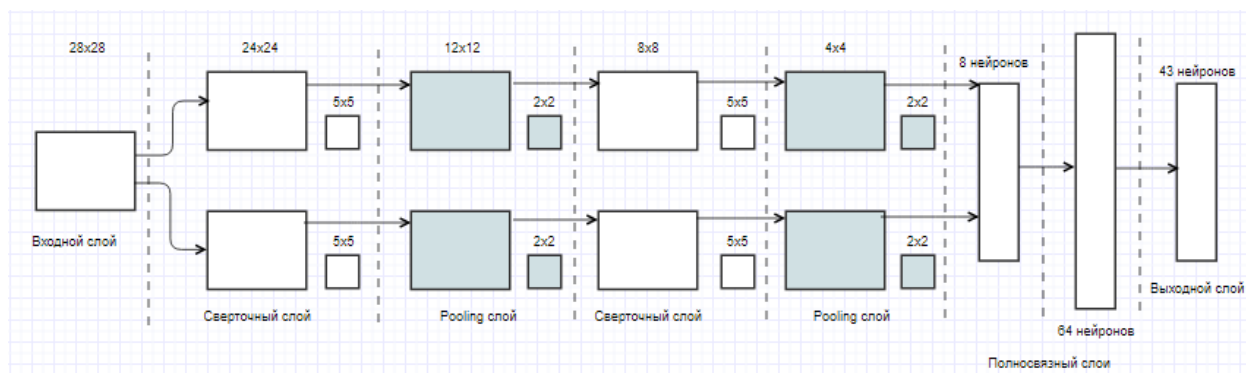 28x28
24x24
12x12
8x8
4x4
8 нейронов
43 нейронов
5x5
2x2
5x5
2x2
Входной слой
5x5
2x2
5x5
2x2
Сверточный слой
Pooling слой
Сверточный слой
Pooling слой
Выходной слой
64 нейронов
Полносвязный слои